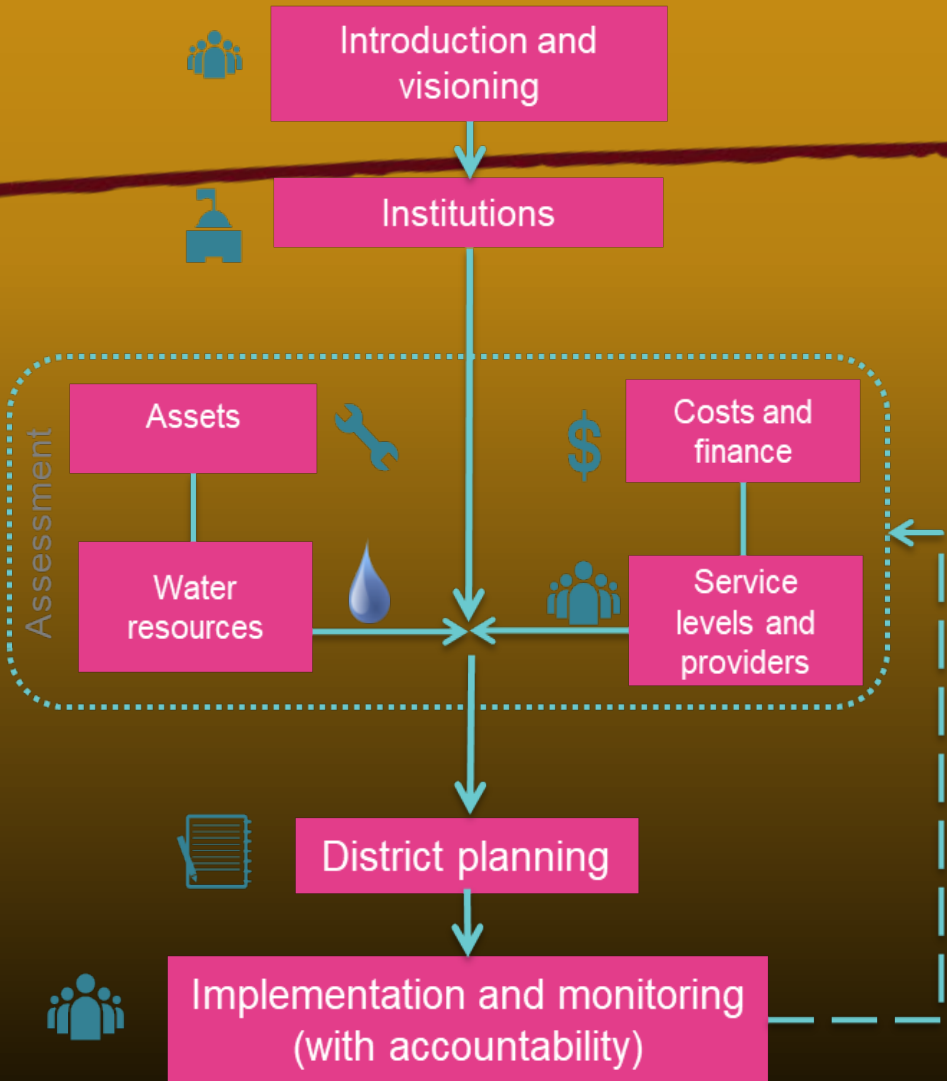 Introduction and
visioning
Institutions
Assessment
Assets
Costs and
finance
Water
resources
Service
levels and
providers
District planning
Implementation and monitoring
(with accountability)